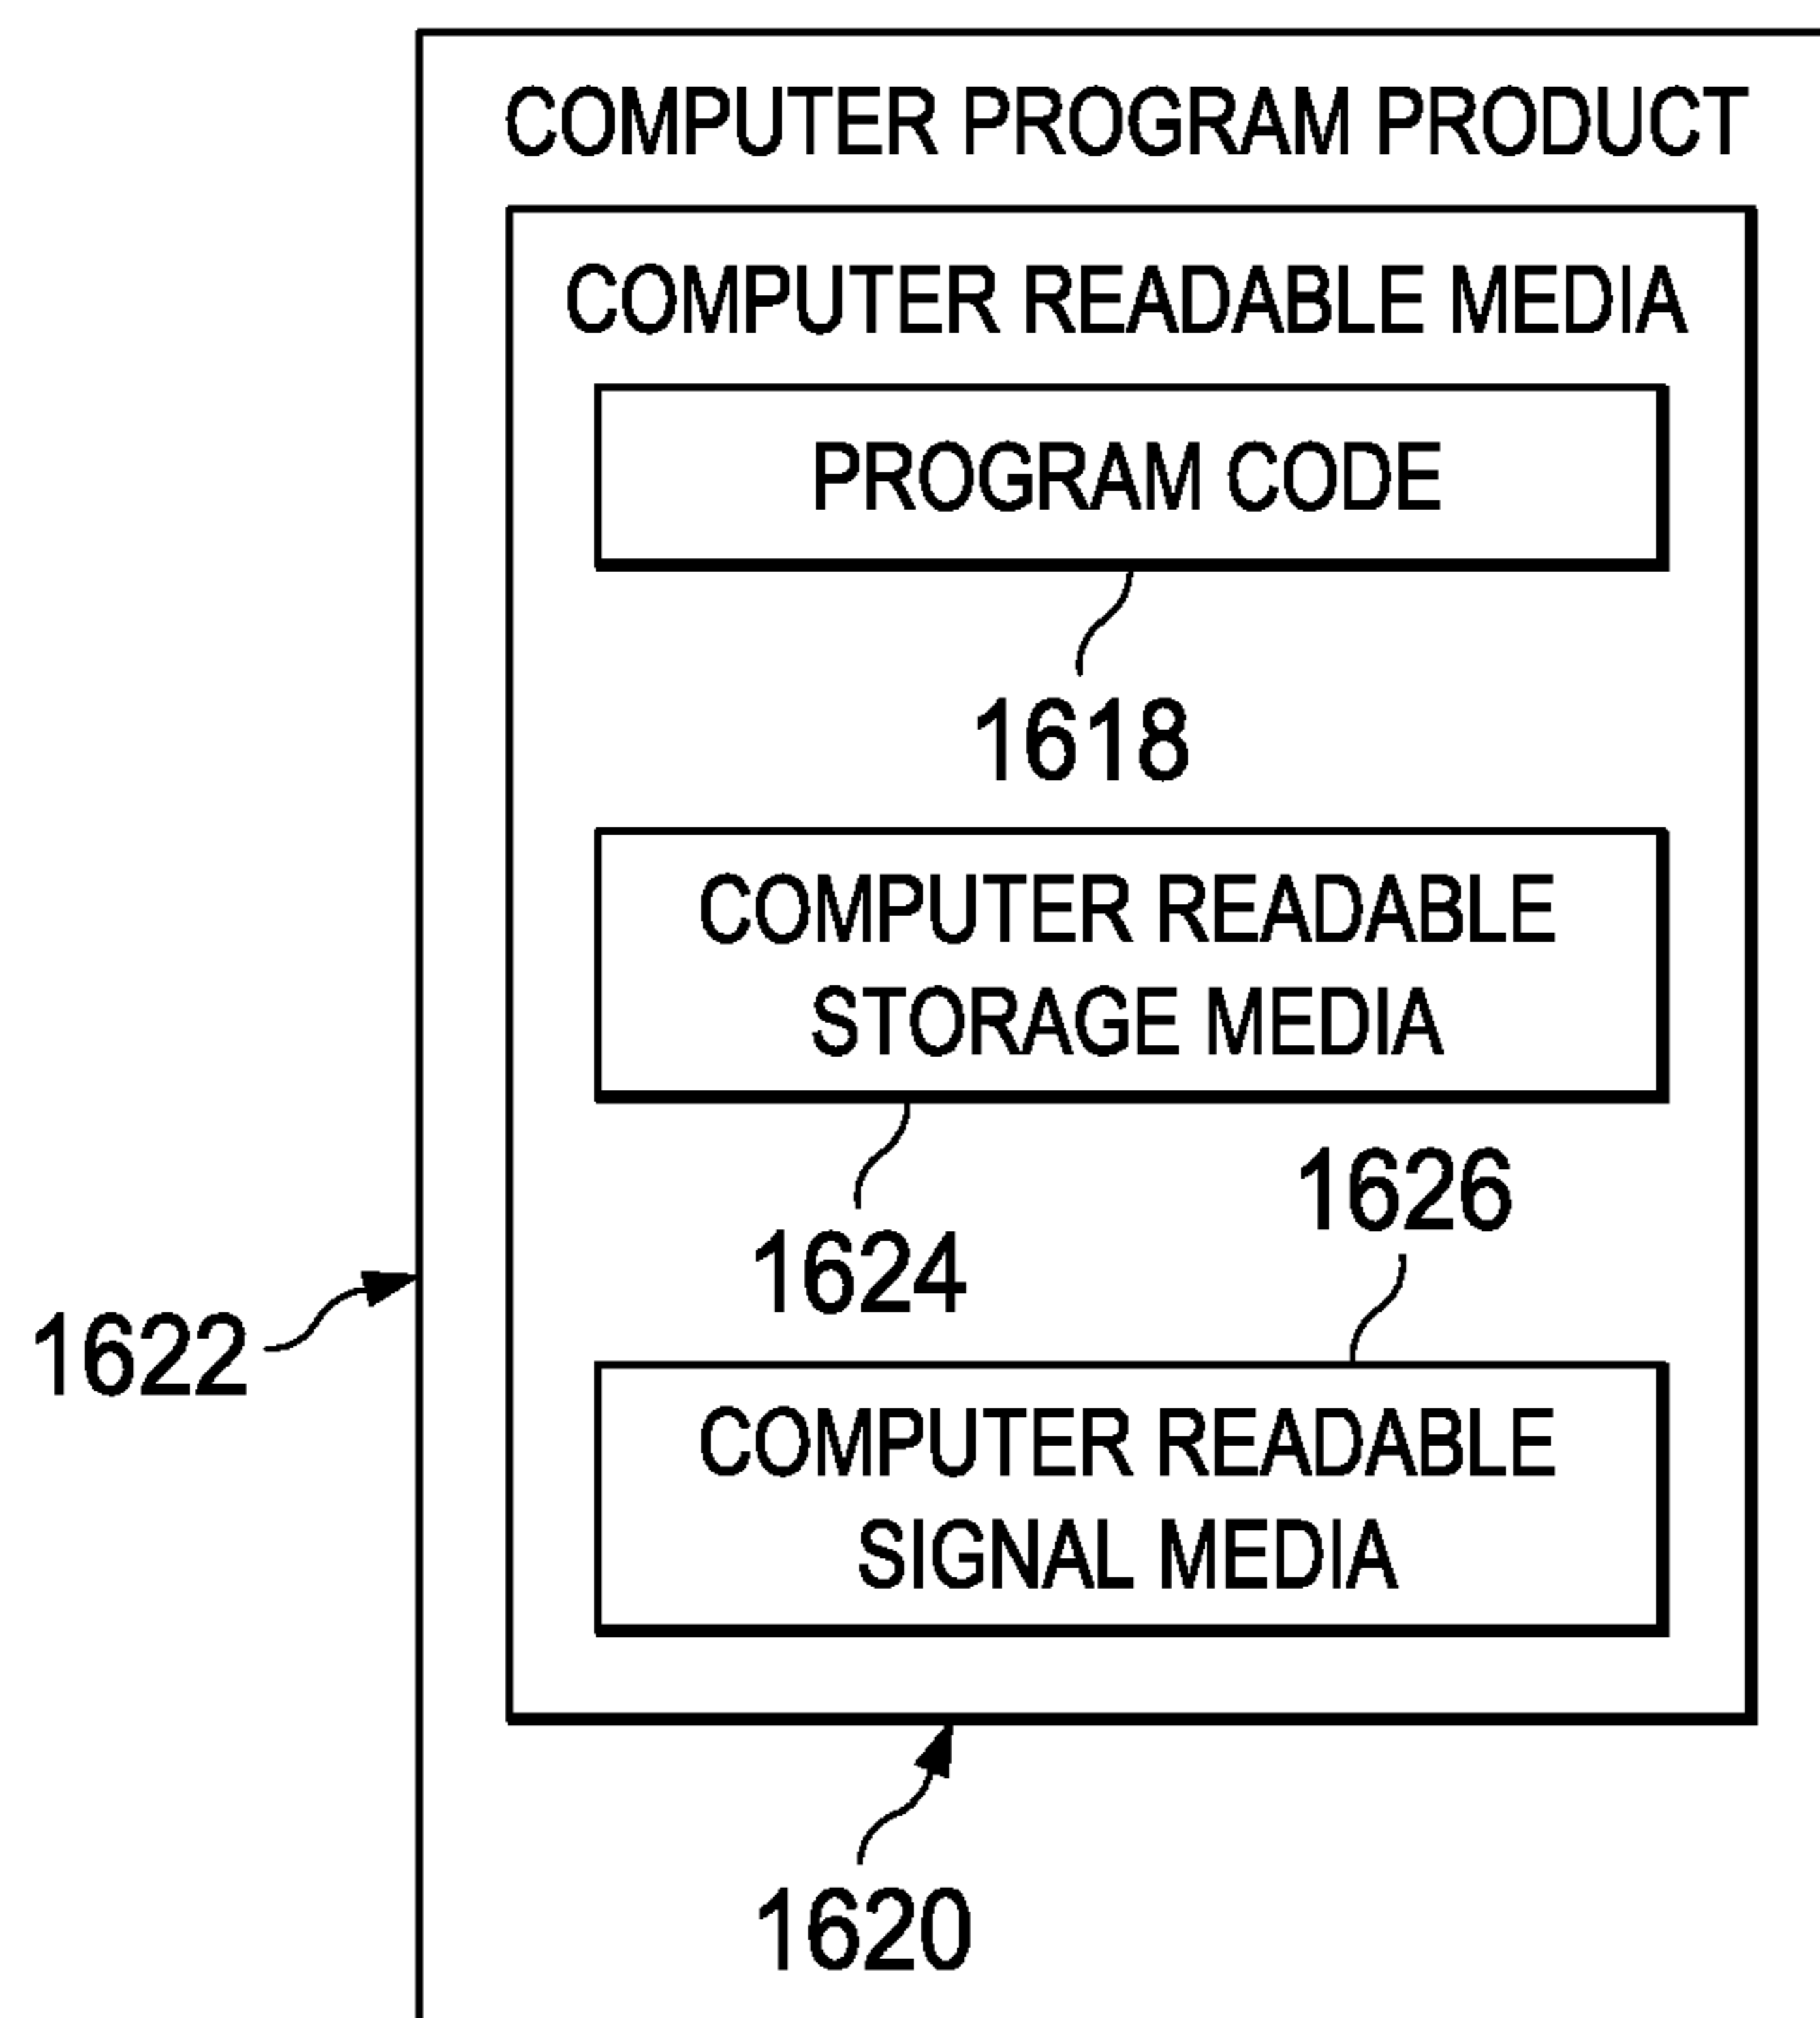 COMPUTER PROGRAM PRODUCT
COMPUTER READABLE MEDIA
PROGRAM CODE
1618
COMPUTER READABLE
STORAGE MEDIA
1626
1624
1622
COMPUTER READABLE
SIGNAL MEDIA
1620